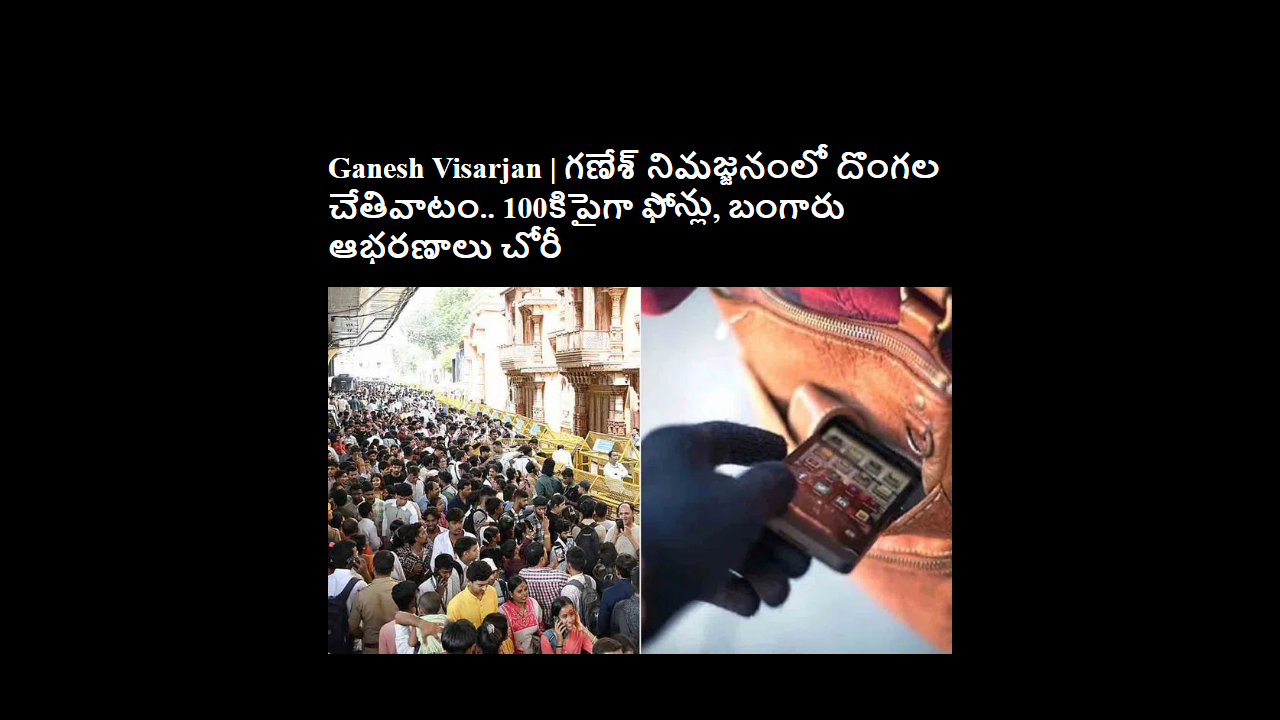 Ganesh Visarjan | గణేశ్‌ నిమజ్జనంలో దొంగల
చేతివాటం.. 100కిపైగా ఫోన్లు, బంగారు
ఆభరణాలు చోరీ